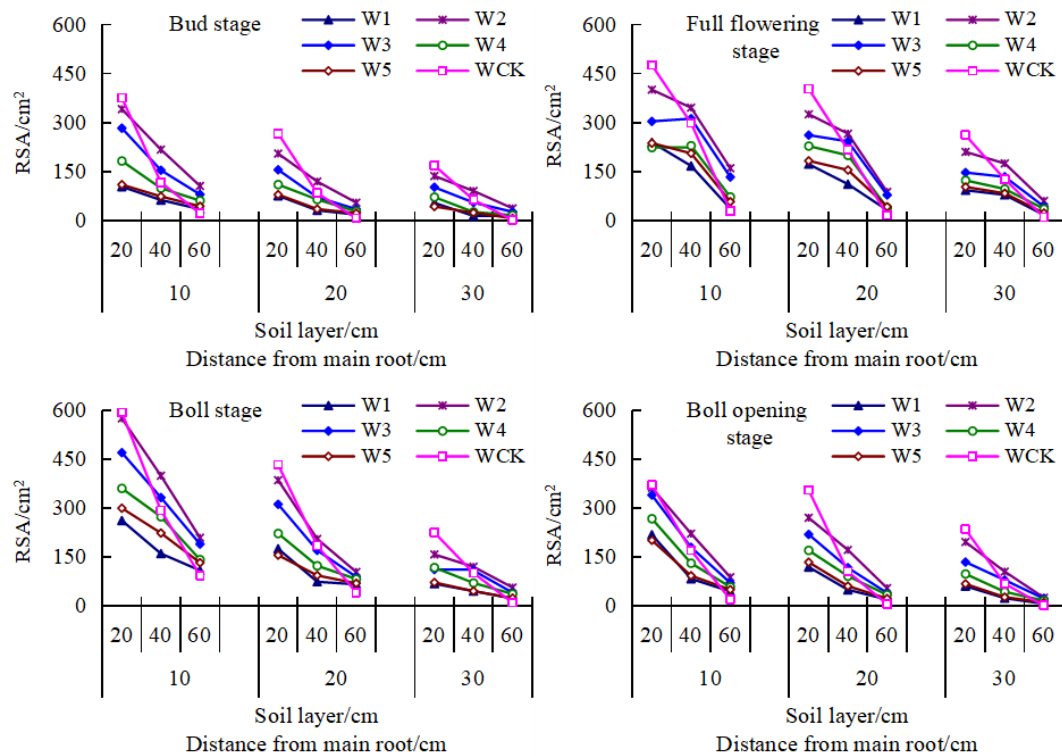 Bud stage
W1 W2
W3 W4
W5 WCK
RSA/cm²
600
450
300
150
0
20 40 60 20 40 60 20 40 60
10 20 30
Soil layer/cm
Distance from main root/cm
Full flowering
stage
W1 W2
W3 W4
W5 WCK
RSA/cm²
600
450
300
150
0
20 40 60 20 40 60 20 40 60
10 20 30
Soil layer/cm
Distance from main root/cm
Boll stage
W1 W2
W3 W4
W5 WCK
RSA/cm²
600
450
300
150
0
20 40 60 20 40 60 20 40 60
10 20 30
Soil layer/cm
Distance from main root/cm
Boll opening
stage
W1 W2
W3 W4
W5 WCK
RSA/cm²
600
450
300
150
0
20 40 60 20 40 60 20 40 60
10 20 30
Soil layer/cm
Distance from main root/cm